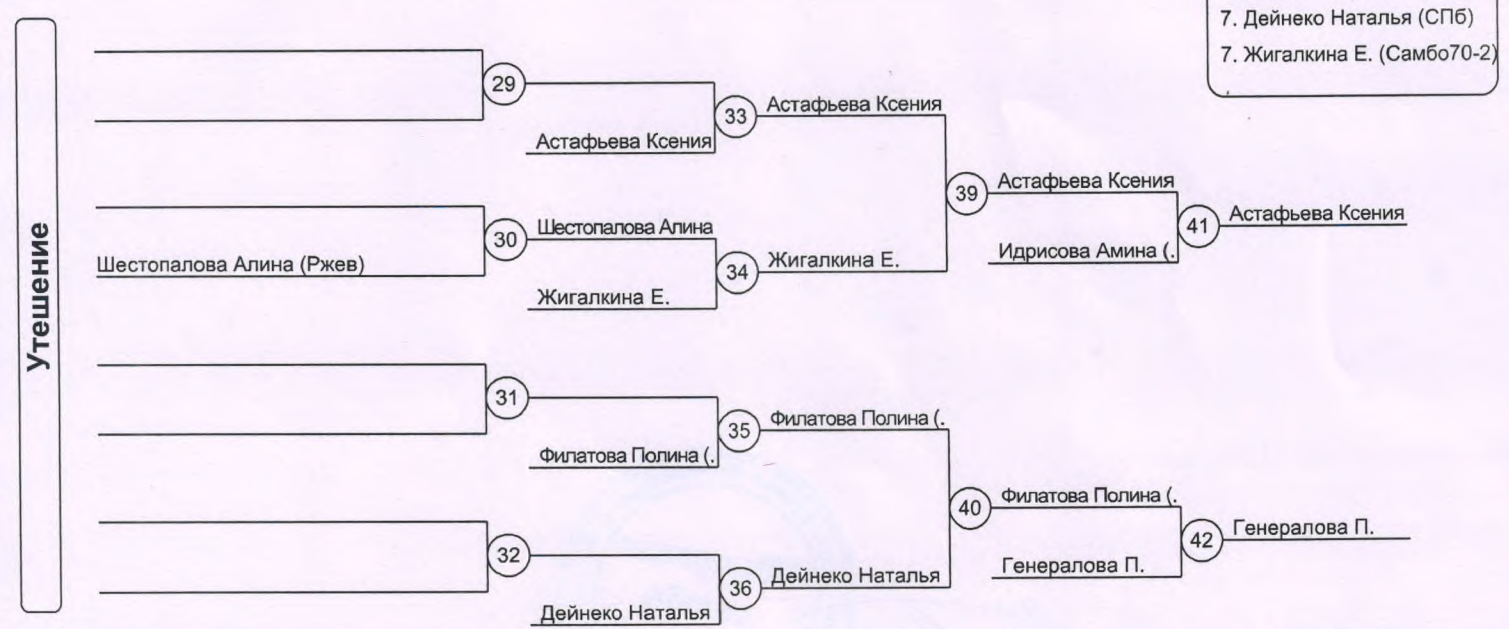 7. Дейнеко Наталья (СПб)
7. Жигалкина Е. (Самбо70-2)
Утешение
29
33 Астафьева Ксения
Астафьева Ксения
39 Астафьева Ксения
41 Астафьева Ксения
30 Шестопалова Алина
Идрисова Амина (.
Шестопалова Алина (Ржев)
34 Жигалкина Е.
Жигалкина Е.
31
35 Филатова Полина (.
Филатова Полина (.
40 Филатова Полина (.
42 Генералова П.
32
Генералова П.
36 Дейнеко Наталья
Дейнеко Наталья